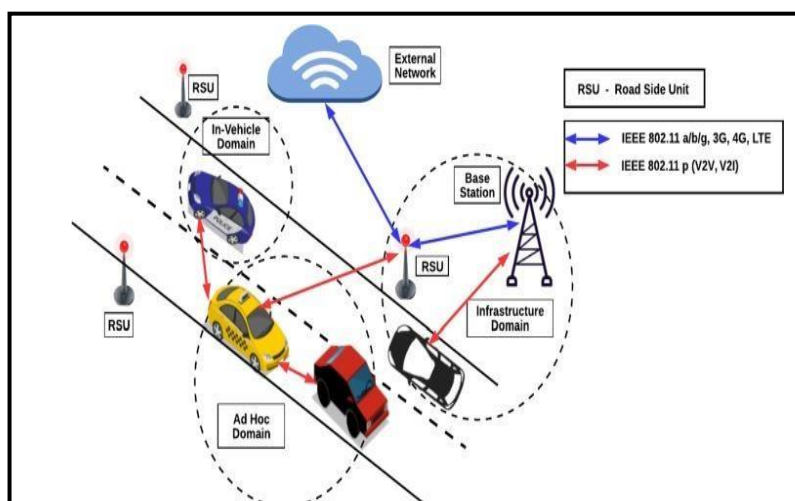 External
Network
RSU
RSU - Road Side Unit
In-Vehicle
Domain
IEEE 802.11 a/b/g, 3G, 4G, LTE
IEEE 802.11 p (V2V, V2I)
Base
Station
POLICE
RSU
RSU
Infrastructure
Domain
Ad Hoc
Domain